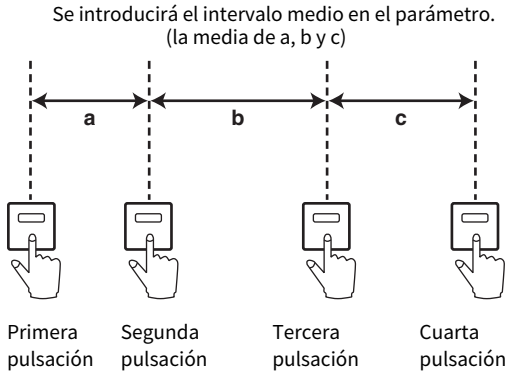 Se introducirá el intervalo medio en el parámetro.
(la media de a, b y c)
a
b
c
Primera pulsación
Segunda pulsación
Tercera pulsación
Cuarta pulsación